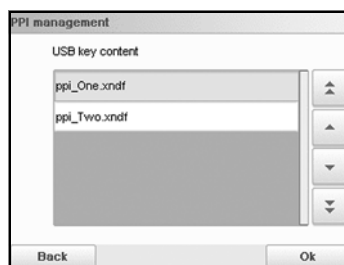 PPI management
USB key content
ppi_One.xndf
ppi_Two.xndf
Back
Ok